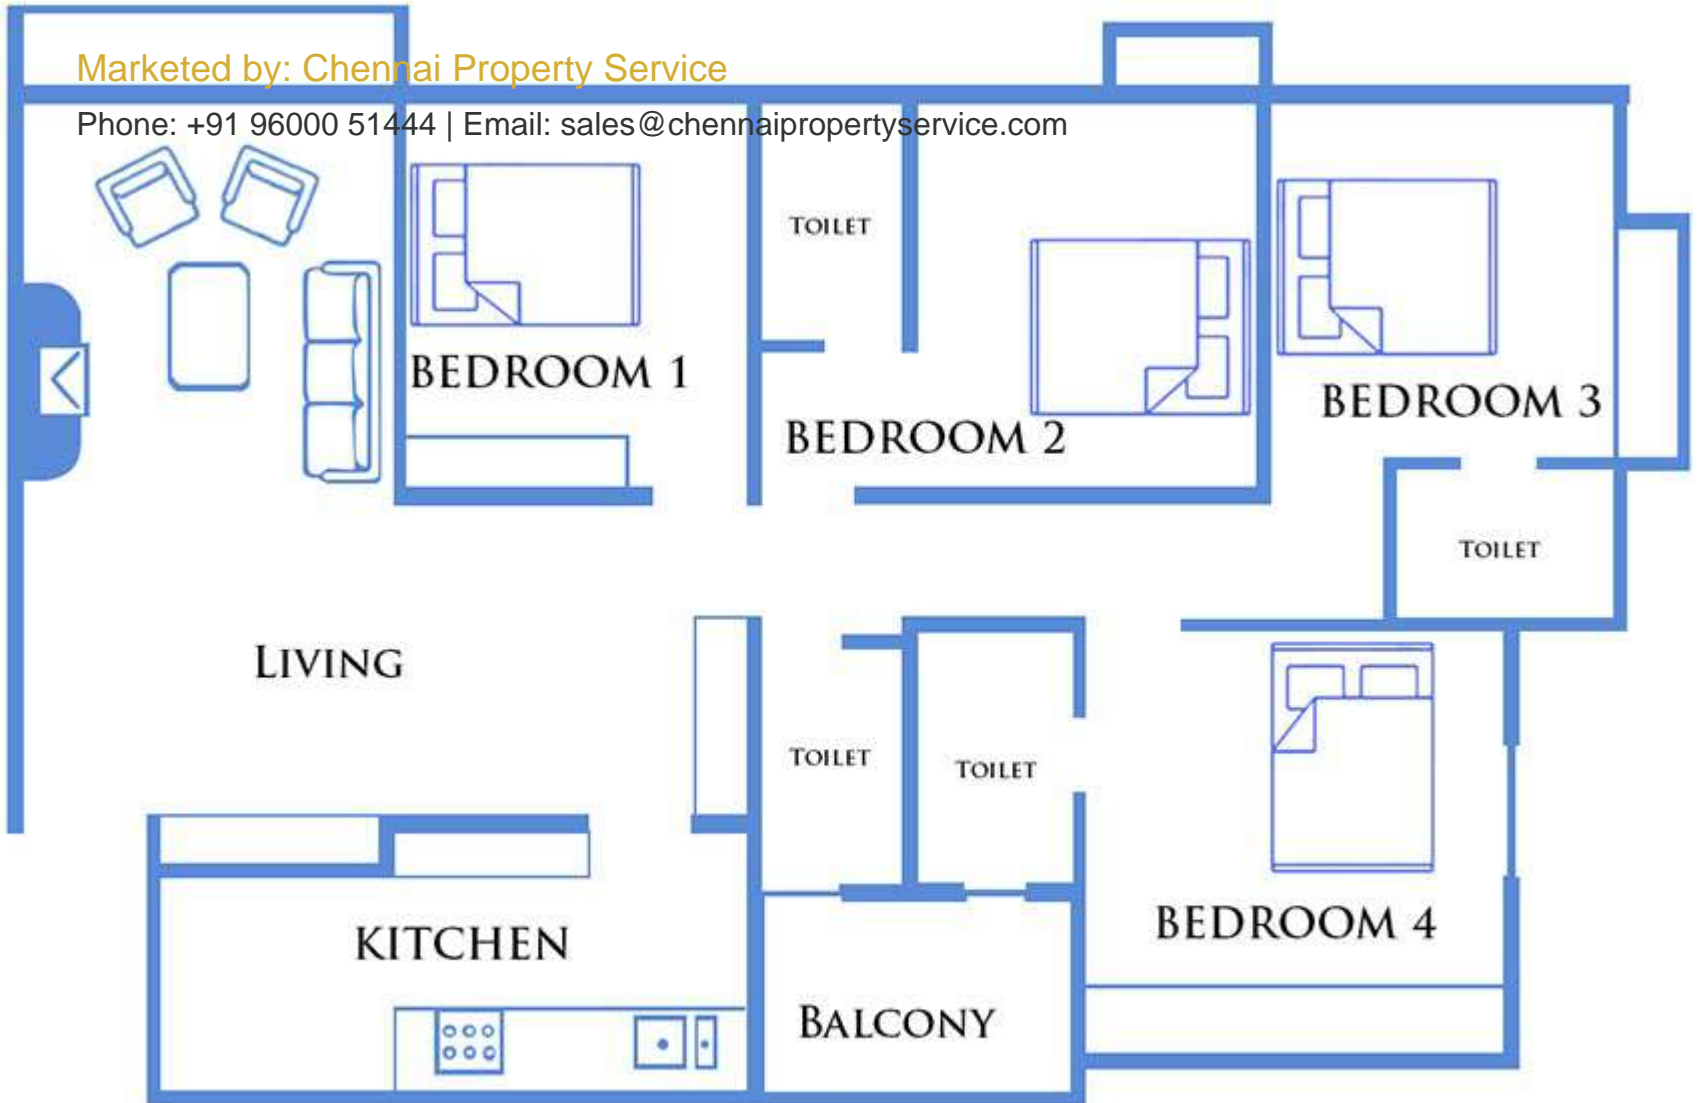 Marketed by: Chennai Property Service
Phone: +91 96000 51444 | Email: sales@chennaipropertyservice.com
TOILET
BEDROOM 1
BEDROOM 2
BEDROOM 3
TOILET
LIVING
TOILET
TOILET
BEDROOM 4
KITCHEN
BALCONY